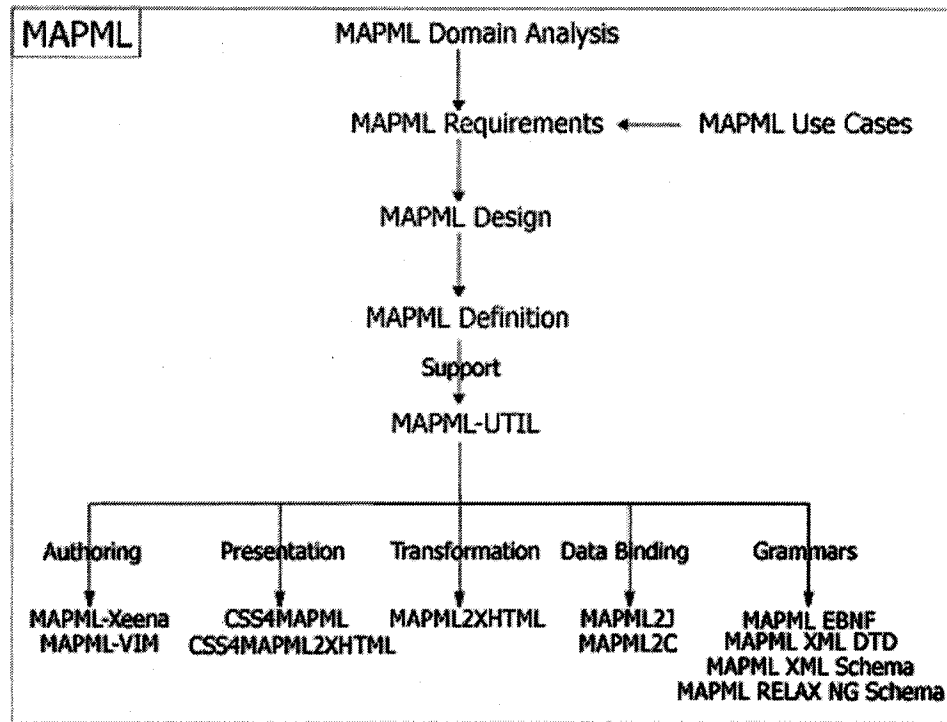 MAPML
MAPML Domain Analysis
MAPML Requirements
MAPML Use Cases
MAPML Design
MAPML Definition
Support
MAPML-UTIL
Authoring
Presentation
Transformation
Data Binding
Grammars
MAPML-Xeena
MAPML-VIM
CSS4MAPML
CSS4MAPML2XHTML
MAPML2XHTML
MAPML2J
MAPML2C
MAPML EBNF
MAPML XML DTD
MAPML XML Schema
MAPML RELAX NG Schema